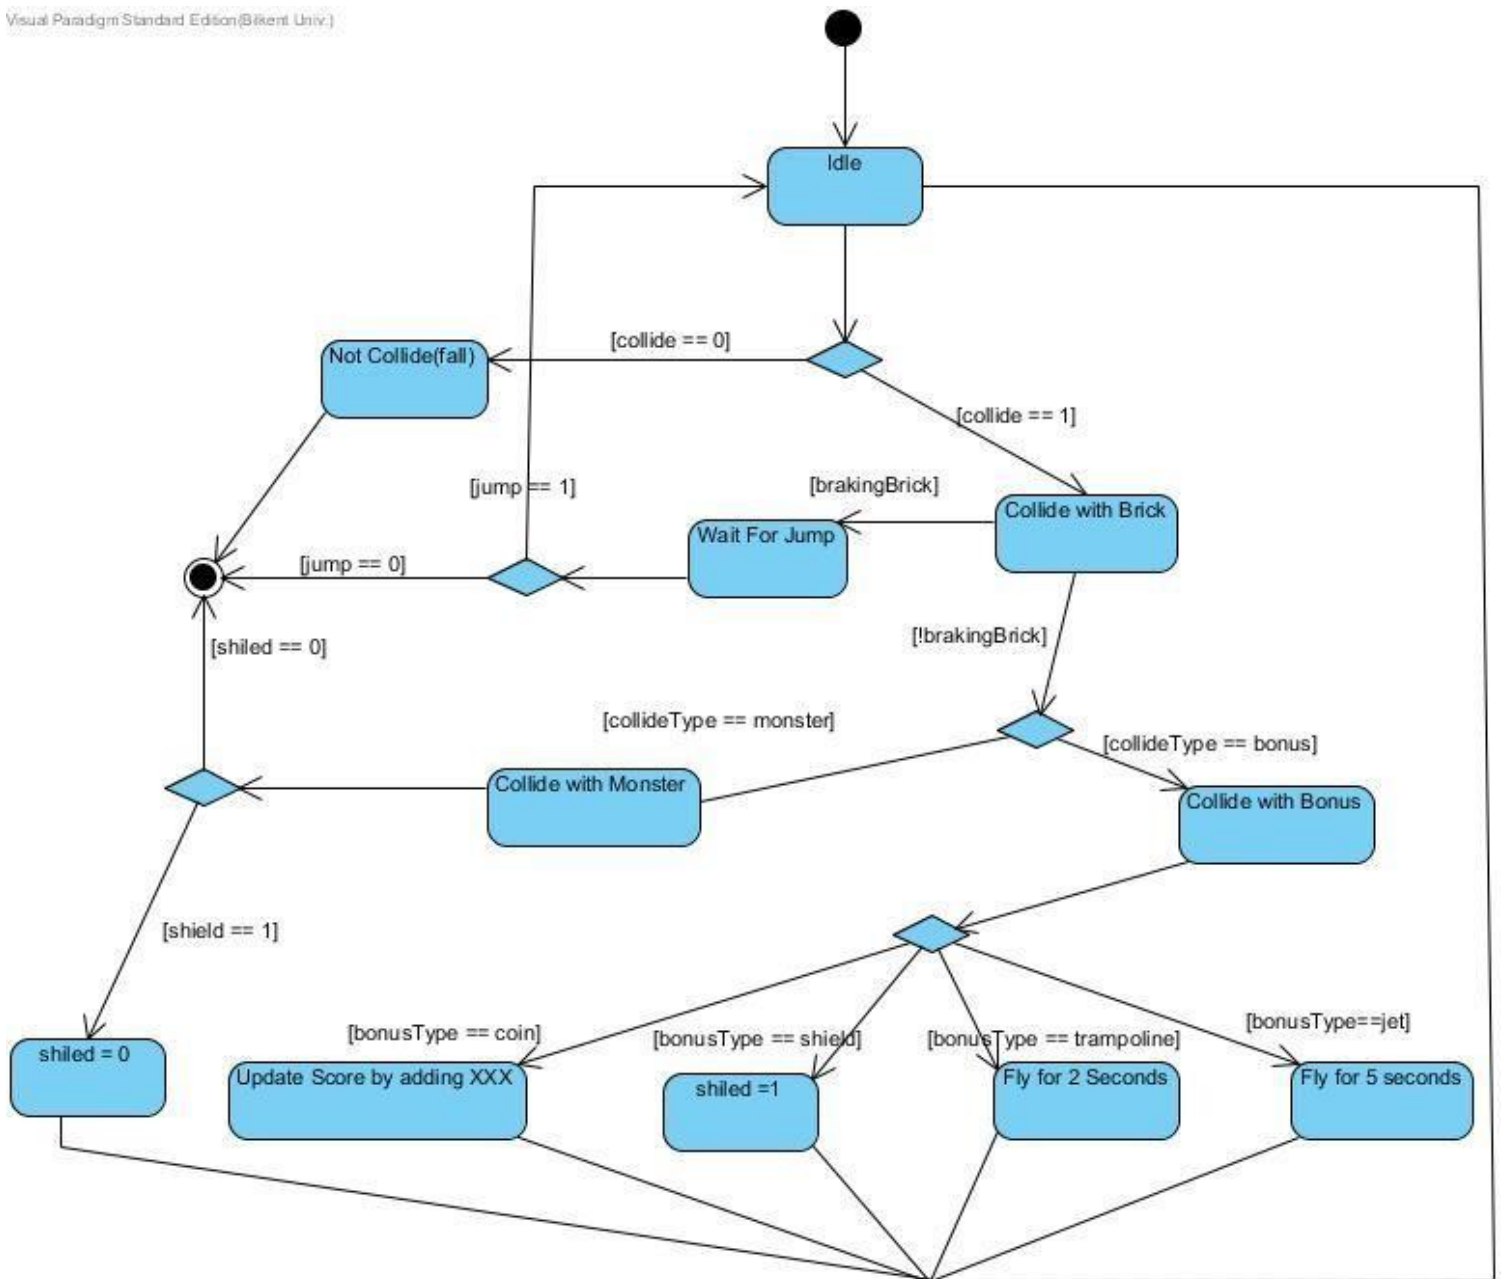 Visual Paradigm Standard Edition(Bilkent Univ.)
Idle
[collide == 0]
Not Collide(fall)
[collide == 1]
[jump == 1]
[brakingBrick]
Collide with Brick
Wait For Jump
[jump == 0]
[!brakingBrick]
[shiled == 0]
[collideType == monster]
[collideType == bonus]
Collide with Monster
Collide with Bonus
[shield == 1]
[bonusType==jet]
[bonusType == coin]
[bonusType == shield]
[bonusType == trampoline]
shiled = 0
Update Score by adding XXX
shiled =1
Fly for 2 Seconds
Fly for 5 seconds